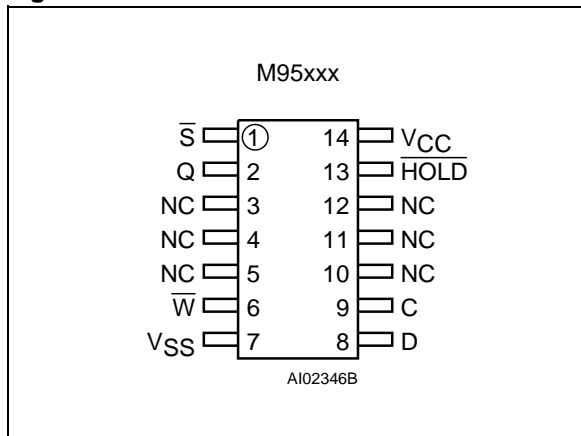 M95xxx
S̅ 1 14 VCC
Q 2 13 H̅O̅L̅D̅
NC 3 12 NC
NC 4 11 NC
NC 5 10 NC
W̅ 6 9 C
VSS 7 8 D
AI02346B